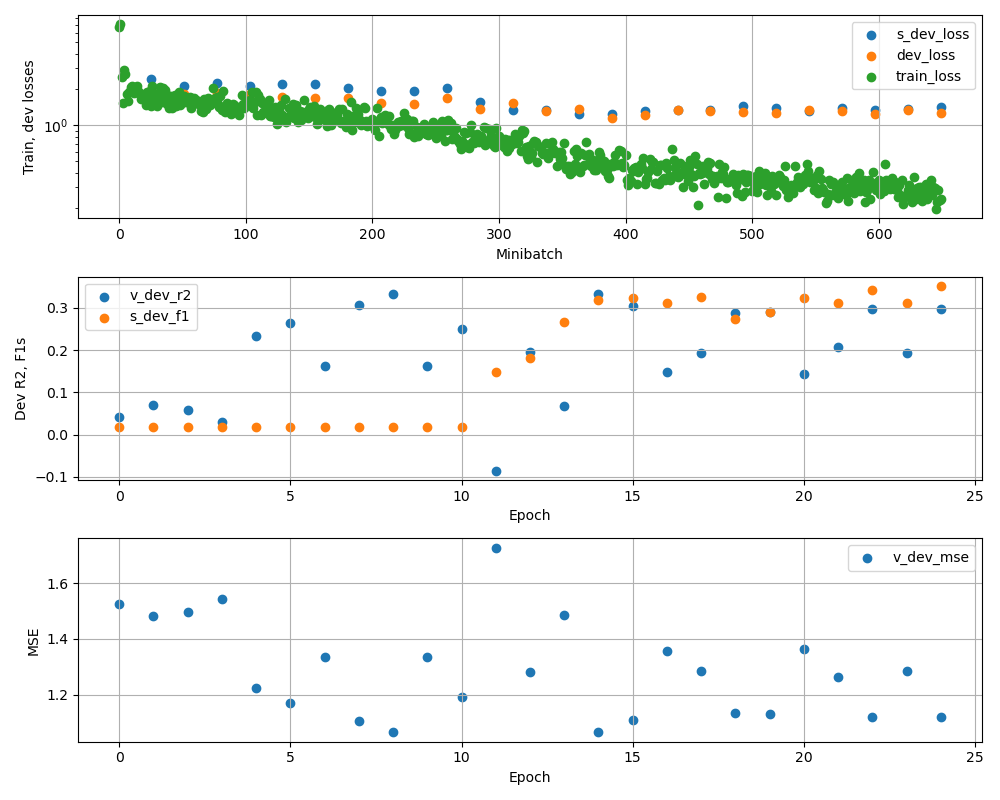 s_dev_loss
dev_loss
train_loss
Train, dev losses
10^0
0 100 200 300 400 500 600
Minibatch
v_dev_r2
s_dev_f1
Dev R2, F1s
0.3
0.2
0.1
0.0
−0.1
0 5 10 15 20 25
Epoch
v_dev_mse
MSE
1.6
1.4
1.2
0 5 10 15 20 25
Epoch